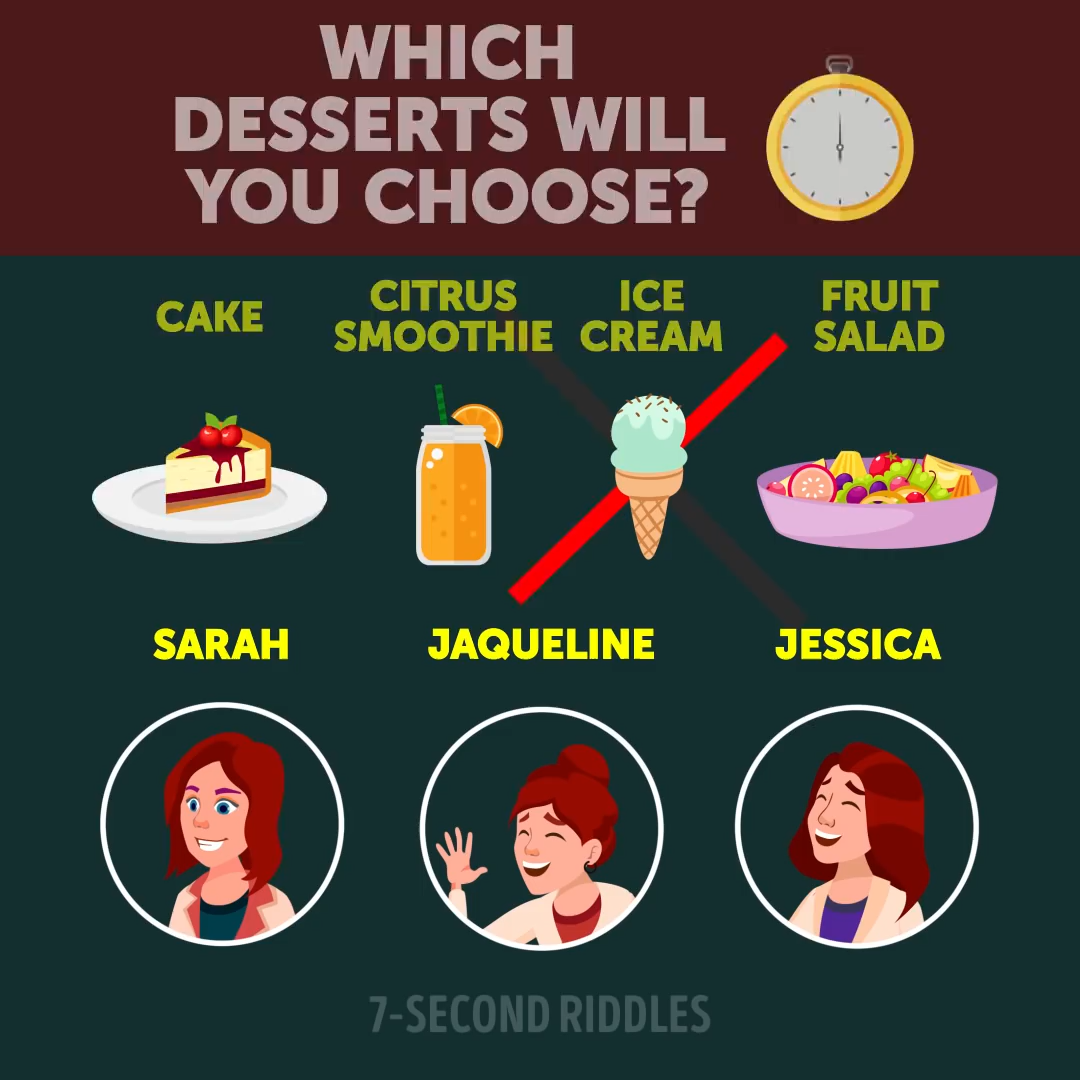 WHICH
DESSERTS WILL
YOU CHOOSE?
CAKE
CITRUS
SMOOTHIE
ICE
CREAM
FRUIT
SALAD
SARAH
JAQUELINE
JESSICA
7-SECOND RIDDLES